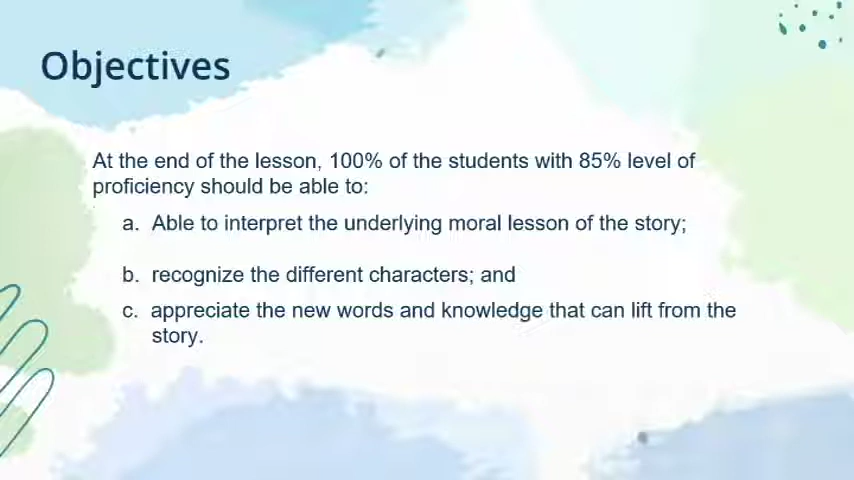 Objectives
At the end of the lesson, 100% of the students with 85% level of
proficiency should be able to:
a. Able to interpret the underlying moral lesson of the story;
b. recognize the different characters; and
c. appreciate the new words and knowledge that can lift from the
story.